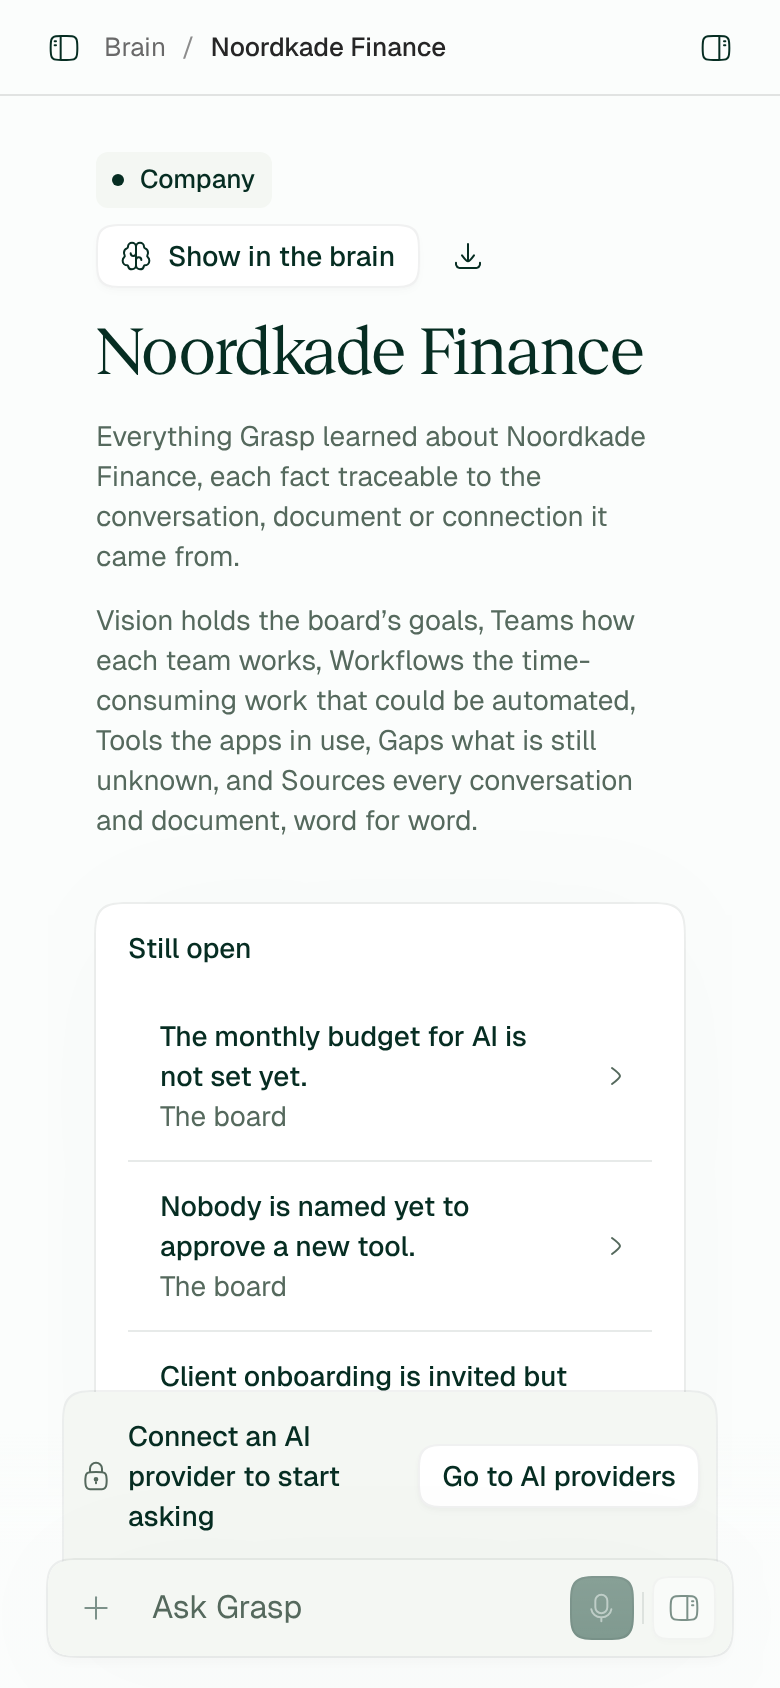 Brain / Noordkade Finance
Company
Show in the brain
Noordkade Finance
Everything Grasp learned about Noordkade
Finance, each fact traceable to the
conversation, document or connection it
came from.
Vision holds the board’s goals, Teams how
each team works, Workflows the time-
consuming work that could be automated,
Tools the apps in use, Gaps what is still
unknown, and Sources every conversation
and document, word for word.
Still open
The monthly budget for AI is
not set yet.
The board
Nobody is named yet to
approve a new tool.
The board
Client onboarding is invited but
Connect an AI
provider to start
asking
Go to AI providers
Ask Grasp